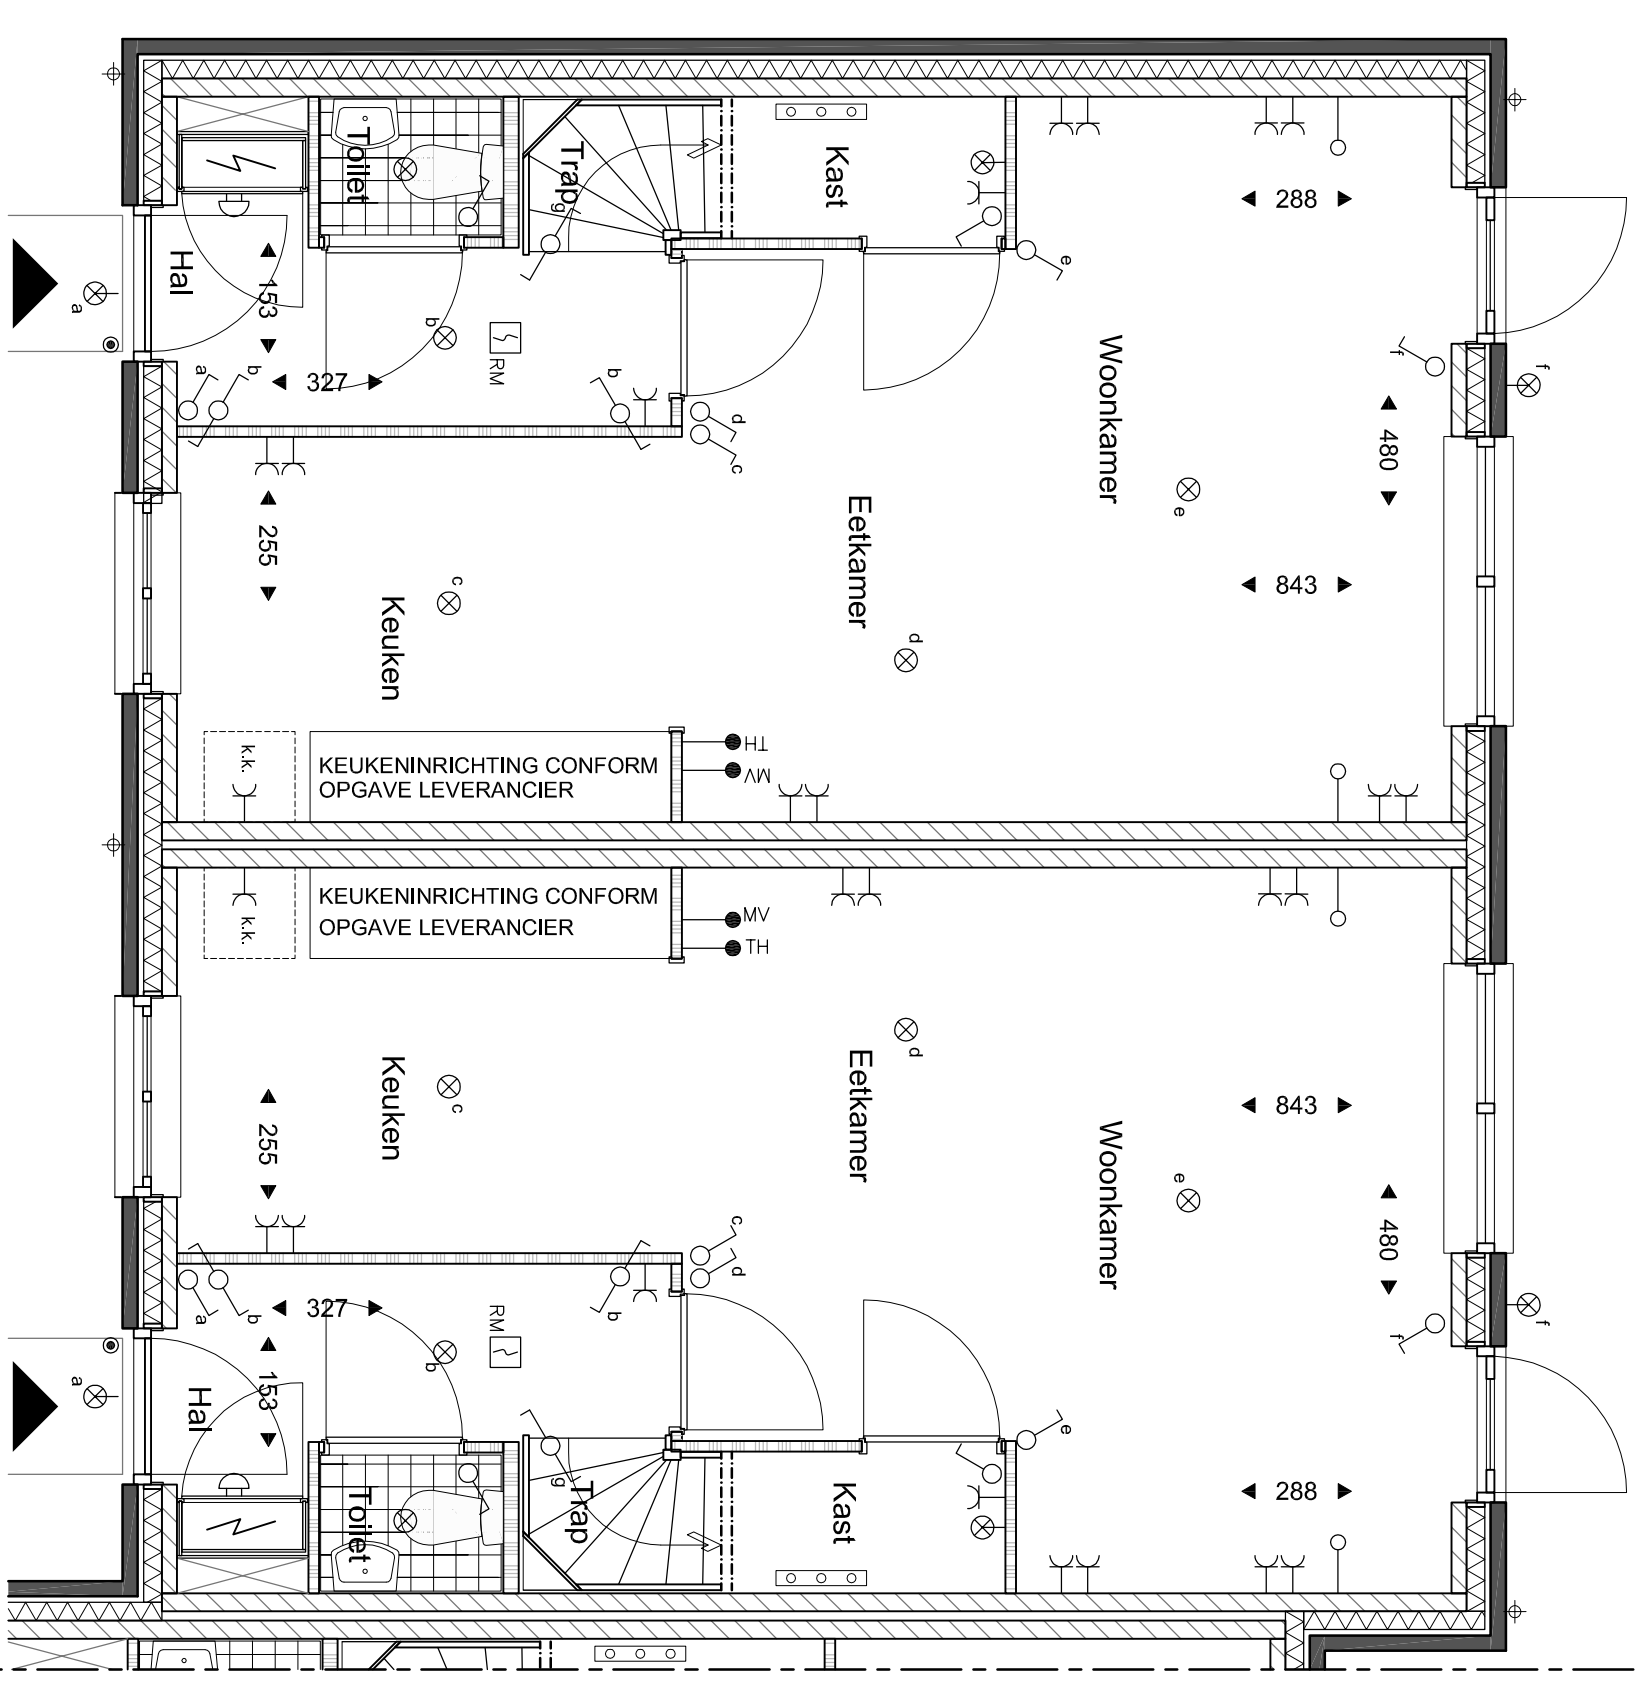 Toilet
Trap
g
Kast
288
Hal
a
153
b
RM
327
a
b
b
d
c
e
Woonkamer
f
f
480
e
255
Eetkamer
843
c
Keuken
d
k.k.
KEUKENINRICHTING CONFORM
OPGAVE LEVERANCIER
TH
MV
k.k.
KEUKENINRICHTING CONFORM
OPGAVE LEVERANCIER
MV
TH
d
Keuken
c
Eetkamer
843
255
Woonkamer
e
480
c
d
a
b
b
327
RM
f
f
a
Hal
153
b
e
g
Toilet
Trap
Kast
288